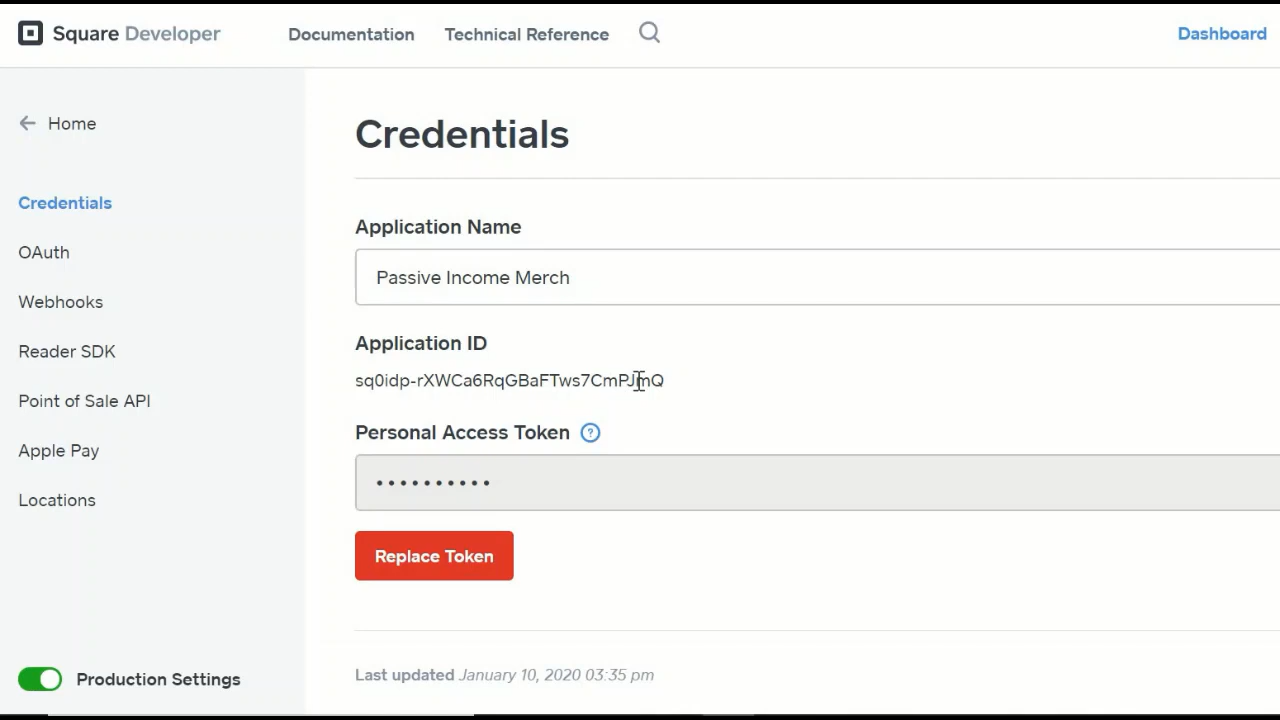 Square Developer
Documentation
Technical Reference
Dashboard
Home
Credentials
OAuth
Webhooks
Reader SDK
Point of Sale API
Apple Pay
Locations
Production Settings
Credentials
Application Name
Passive Income Merch
Application ID
sq0idp-rXWCa6RqGBaFTws7CmPJmQ
Personal Access Token ?
••••••••••
Replace Token
Last updated January 10, 2020 03:35 pm